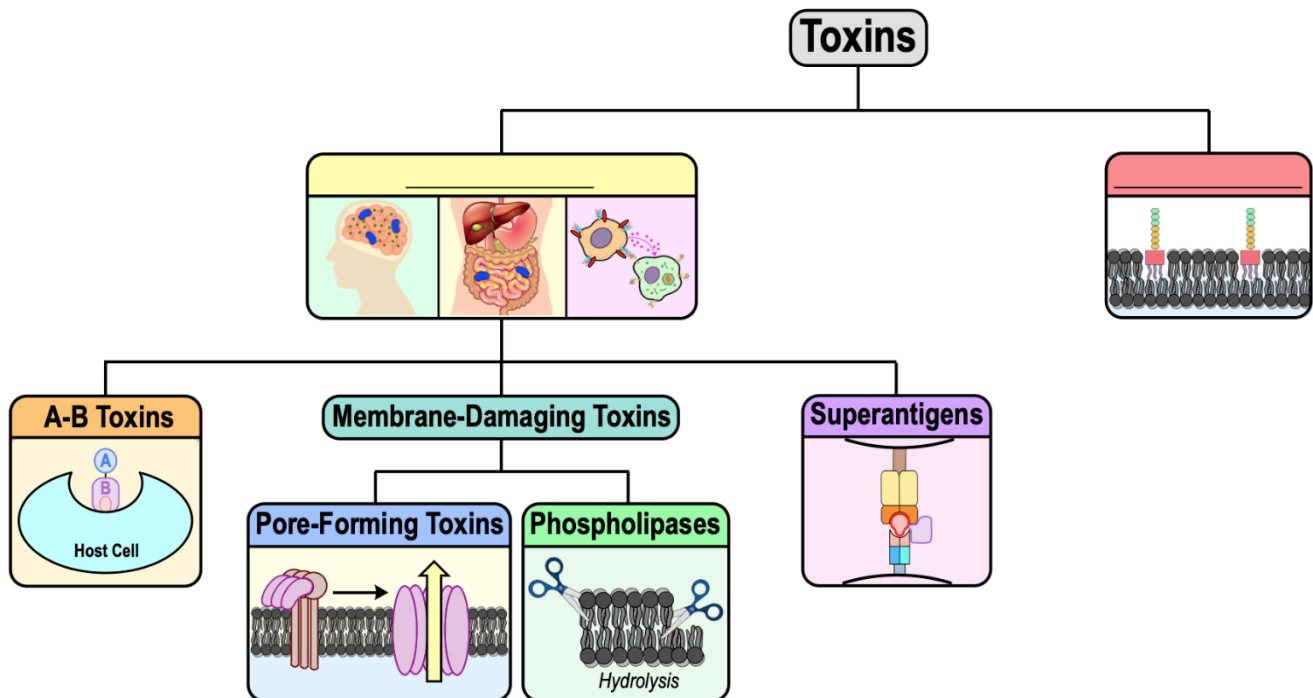 Toxins
A-B Toxins
A
B
Host Cell
Membrane-Damaging Toxins
Pore-Forming Toxins
Phospholipases
Hydrolysis
Superantigens